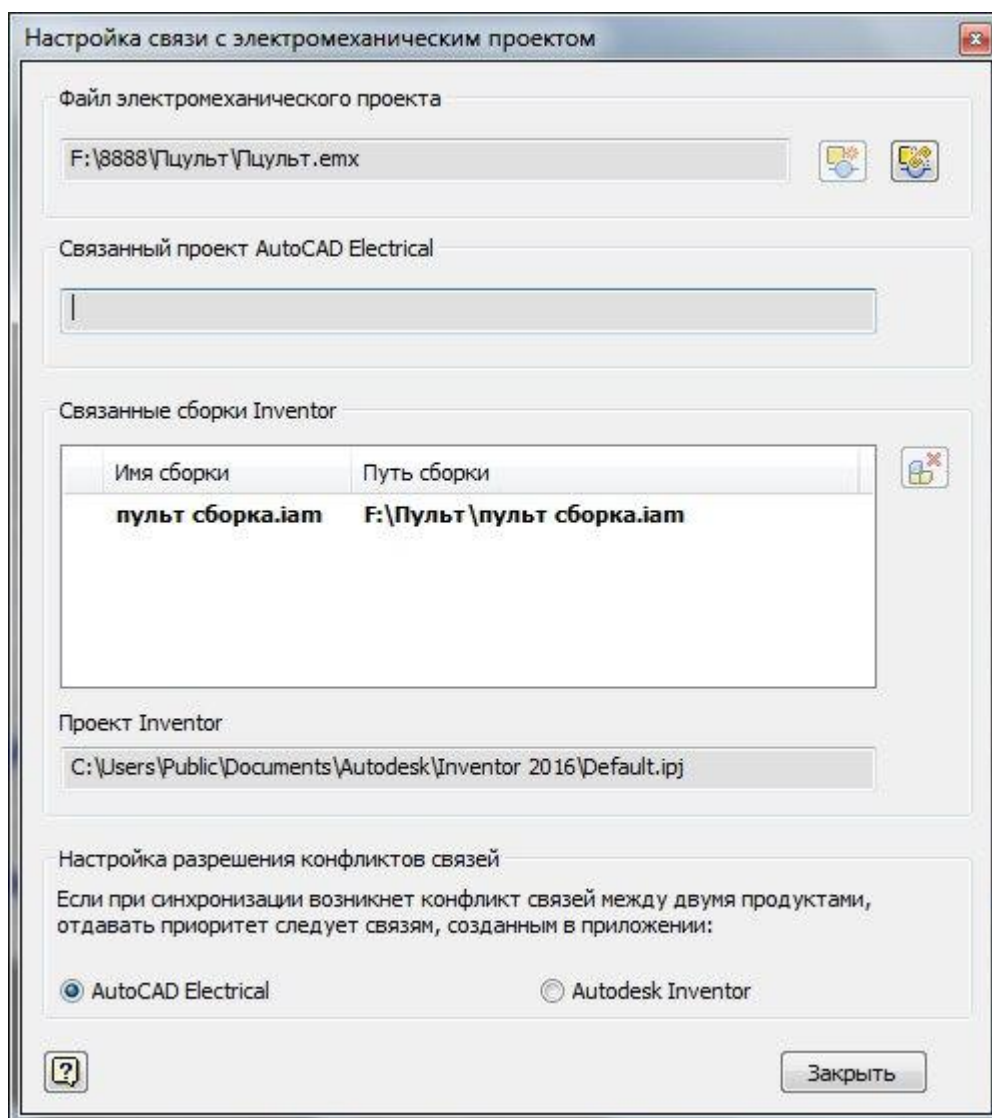 Настройка связи с электромеханическим проектом
Файл электромеханического проекта
F:\8888\Пцульт\Пцульт.emx
Связанный проект AutoCAD Electrical
Связанные сборки Inventor
Имя сборки Путь сборки
пульт сборка.iam F:\Пульт\пульт сборка.iam
Проект Inventor
C:\Users\Public\Documents\Autodesk\Inventor 2016\Default.ipj
Настройка разрешения конфликтов связей
Если при синхронизации возникнет конфликт связей между двумя продуктами,
отдавать приоритет следует связям, созданным в приложении:
AutoCAD Electrical Autodesk Inventor
Закрыть